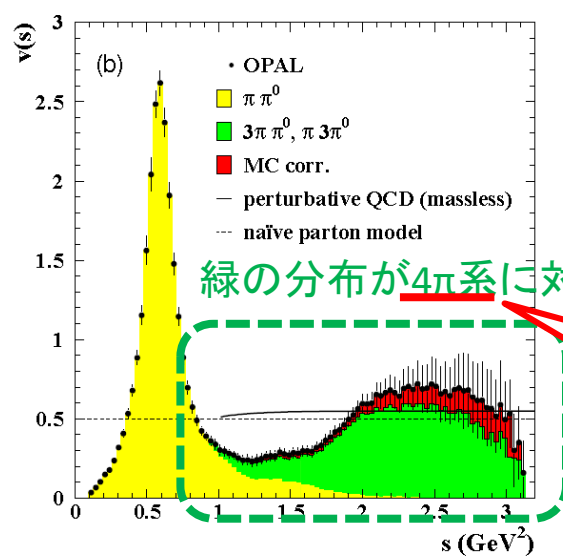 v(s)
3
2.5
2
1.5
1
0.5
0
(b)
OPAL
π π⁰
3π π⁰, π 3π⁰
MC corr.
perturbative QCD (massless)
naïve parton model
緑の分布が4π系に対
0 0.5 1 1.5 2 2.5 3
s (GeV²)